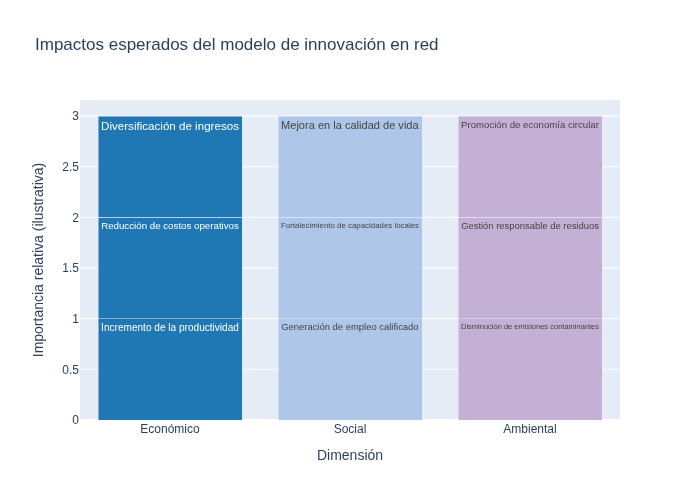 Impactos esperados del modelo de innovación en red
Importancia relativa (ilustrativa)
3
2.5
2
1.5
1
0.5
0
Diversificación de ingresos
Reducción de costos operativos
Incremento de la productividad
Mejora en la calidad de vida
Fortalecimiento de capacidades locales
Generación de empleo calificado
Promoción de economía circular
Gestión responsable de residuos
Disminución de emisiones contaminantes
Económico
Social
Ambiental
Dimensión